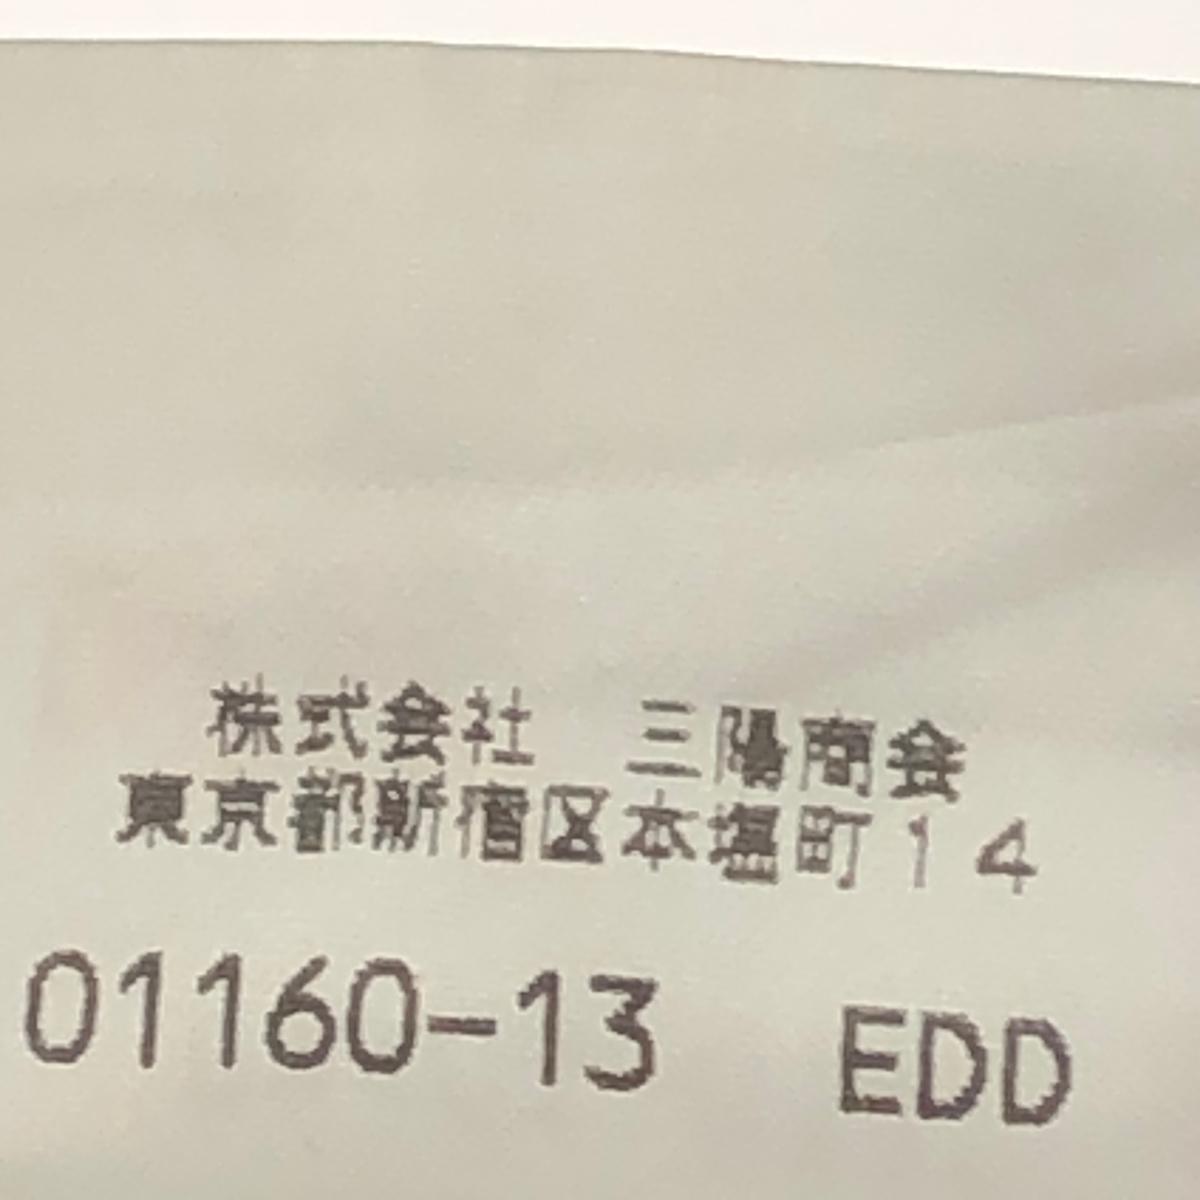 株式会社　三陽商会
東京都新宿区本塩町14
01160-13 EDD